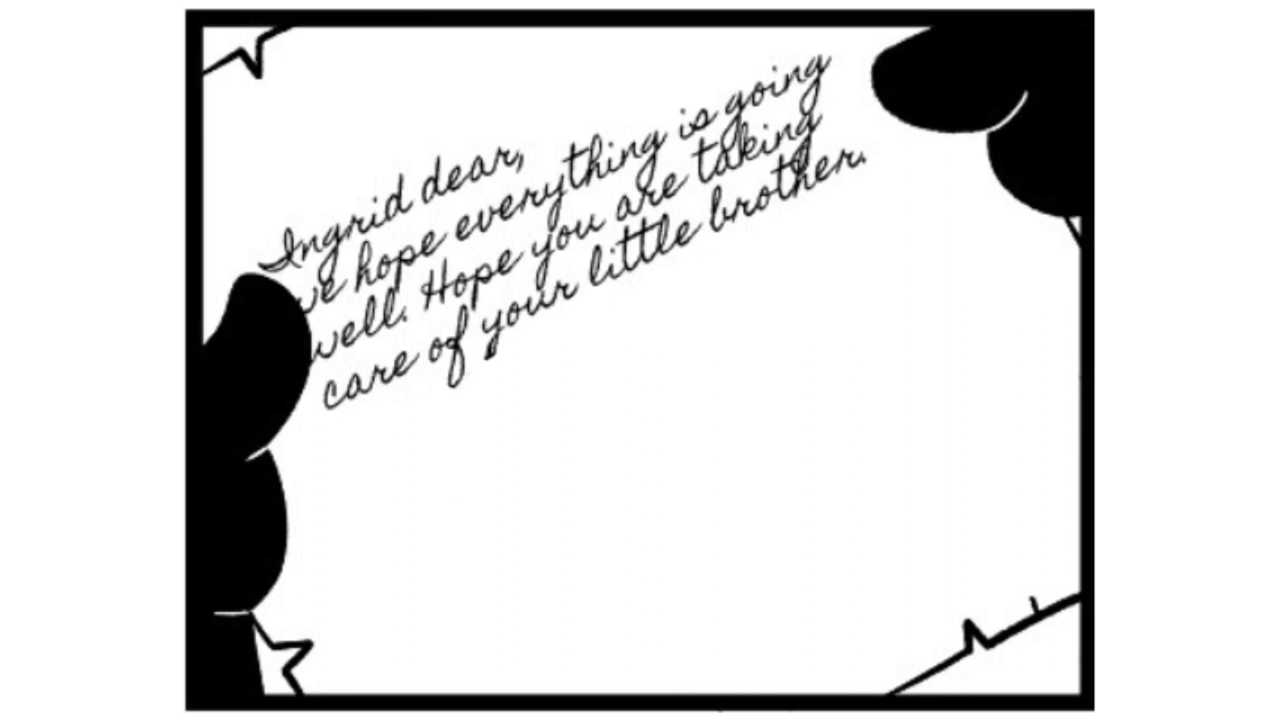 Ingrid dear,
we hope everything is going
well. Hope you are taking
care of your little brother.